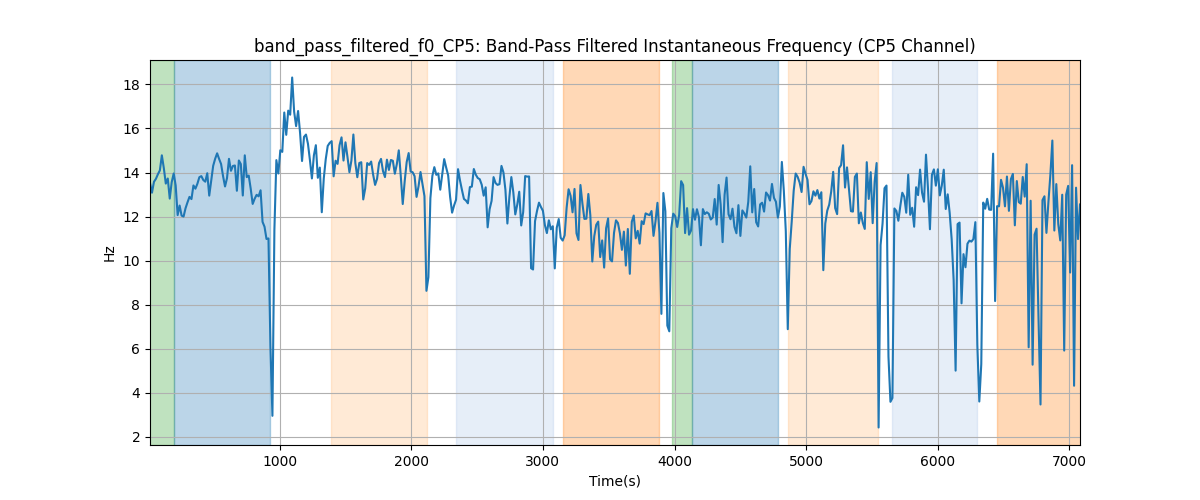 band_pass_filtered_f0_CP5: Band-Pass Filtered Instantaneous Frequency (CP5 Channel)
18
16
14
12
10
8
6
4
2
Hz
1000 2000 3000 4000 5000 6000 7000
Time(s)